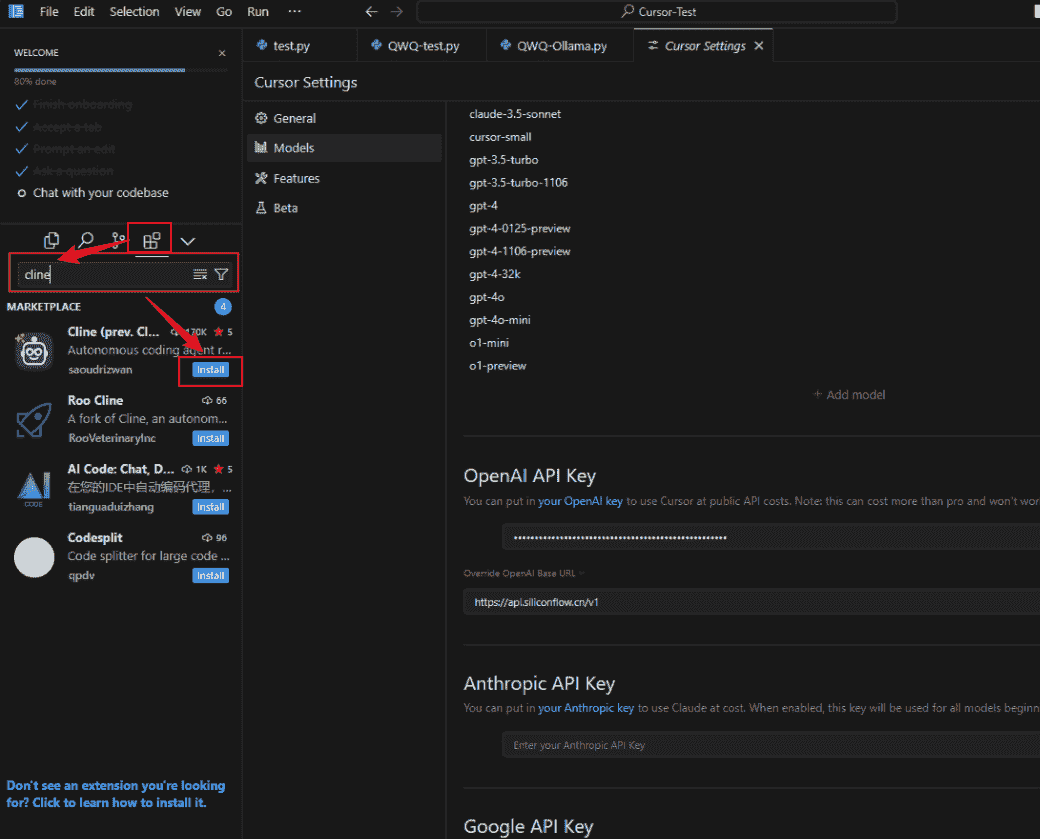 File Edit Selection View Go Run ···
Cursor-Test
WELCOME
80% done
Finish onboarding
Accept a tab
Prompt an edit
Ask a question
Chat with your codebase
cline
MARKETPLACE
4
Cline (prev. Cl... 170K 5
Autonomous coding agent r...
saoudrizwan
Install
Roo Cline 66
A fork of Cline, an autonom...
RooVeterinaryInc
Install
AI Code: Chat, D... 1K 5
在您的IDE中自动编码代理，...
tianguaduizhang
Install
CODE
Codesplit 96
Code splitter for large code ...
qpdv
Install
Don't see an extension you're looking
for? Click to learn how to install it.
test.py
QWQ-test.py
QWQ-Ollama.py
Cursor Settings
Cursor Settings
General
Models
Features
Beta
claude-3.5-sonnet
cursor-small
gpt-3.5-turbo
gpt-3.5-turbo-1106
gpt-4
gpt-4-0125-preview
gpt-4-1106-preview
gpt-4-32k
gpt-4o
gpt-4o-mini
o1-mini
o1-preview
+ Add model
OpenAI API Key
You can put in your OpenAI key to use Cursor at public API costs. Note: this can cost more than pro and won't wor
Override OpenAI Base URL
https://api.siliconflow.cn/v1
Anthropic API Key
You can put in your Anthropic key to use Claude at cost. When enabled, this key will be used for all models beginn
Enter your Anthropic API Key
Google API Key